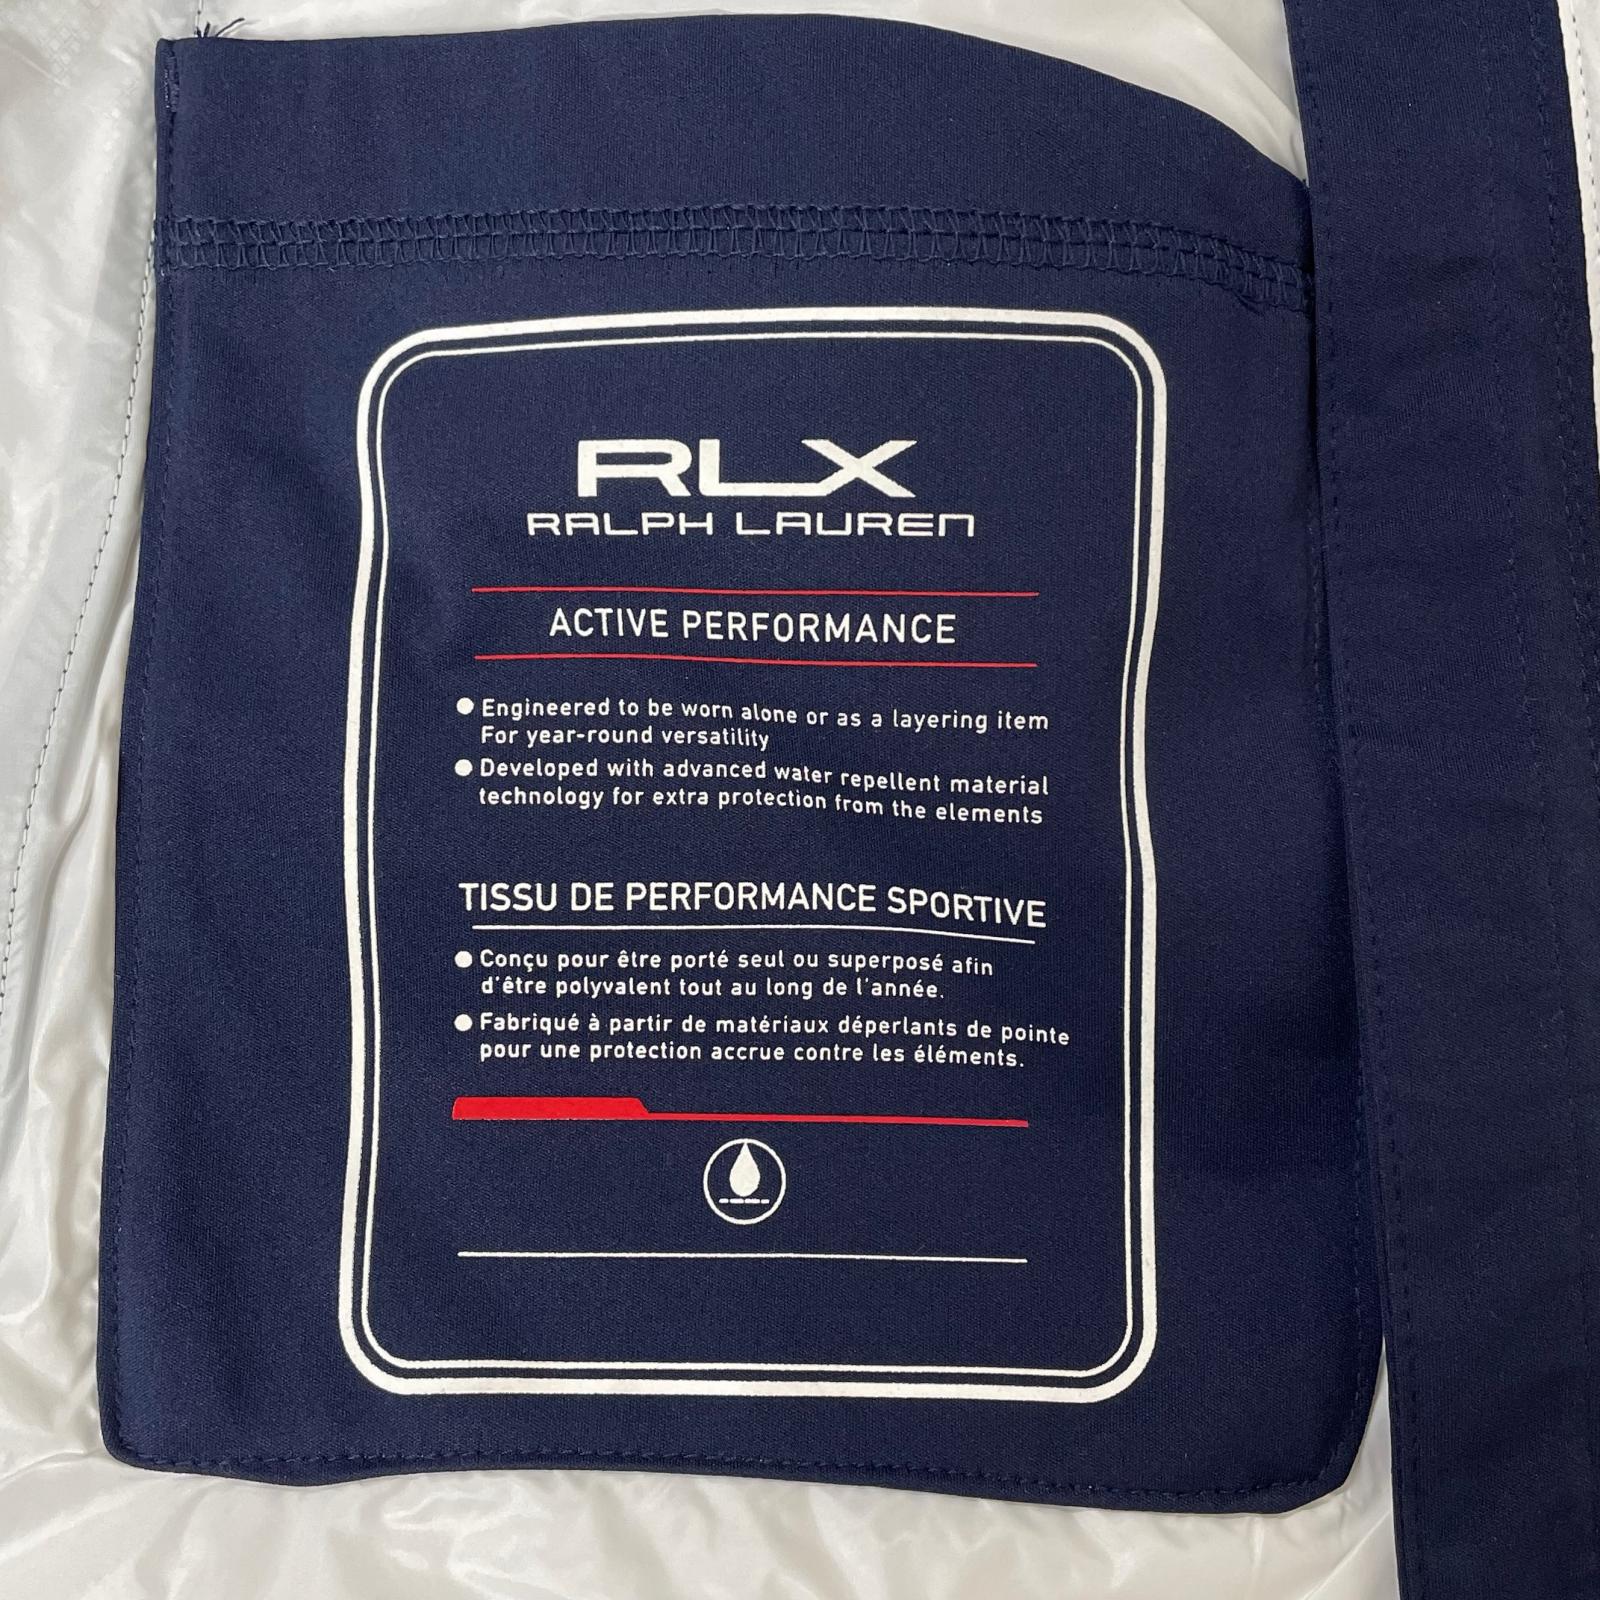 RLX
RALPH LAUREN
ACTIVE PERFORMANCE
● Engineered to be worn alone or as a layering item
For year-round versatility
● Developed with advanced water repellent material
technology for extra protection from the elements
TISSU DE PERFORMANCE SPORTIVE
● Conçu pour être porté seul ou superposé afin
d'être polyvalent tout au long de l'année.
● Fabriqué à partir de matériaux déperlants de pointe
pour une protection accrue contre les éléments.